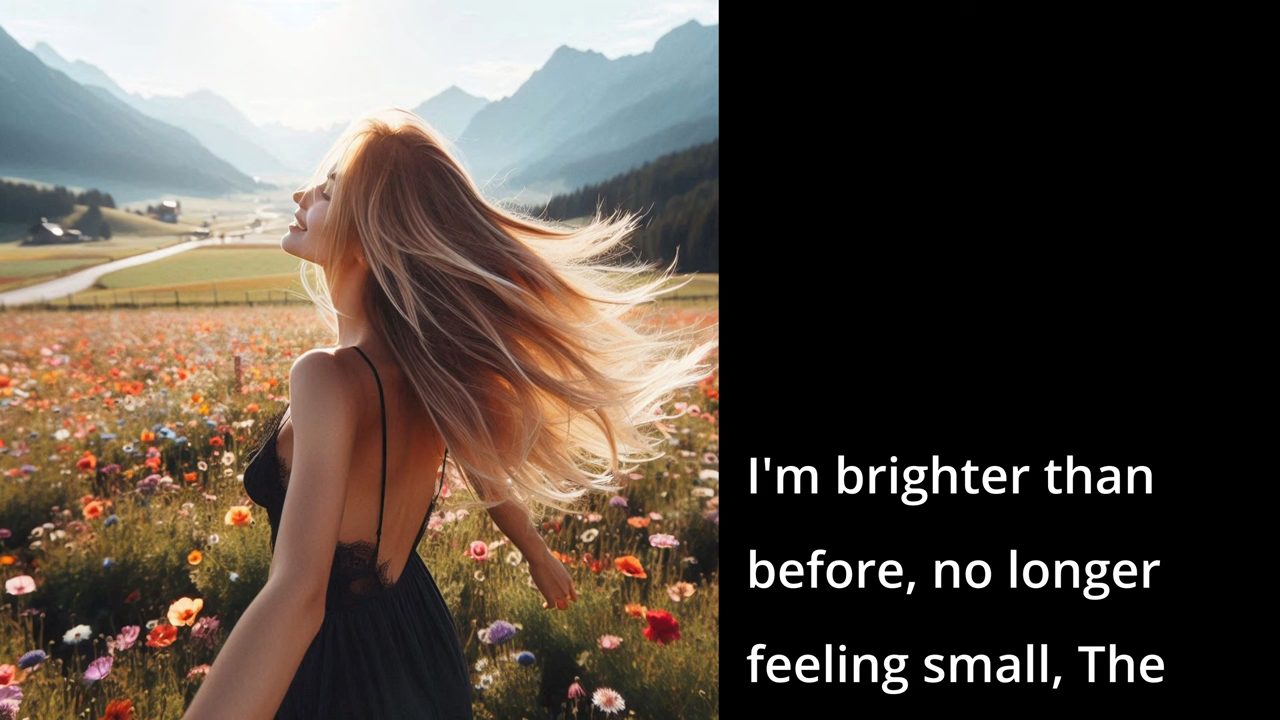 I'm brighter than
before, no longer
feeling small, The